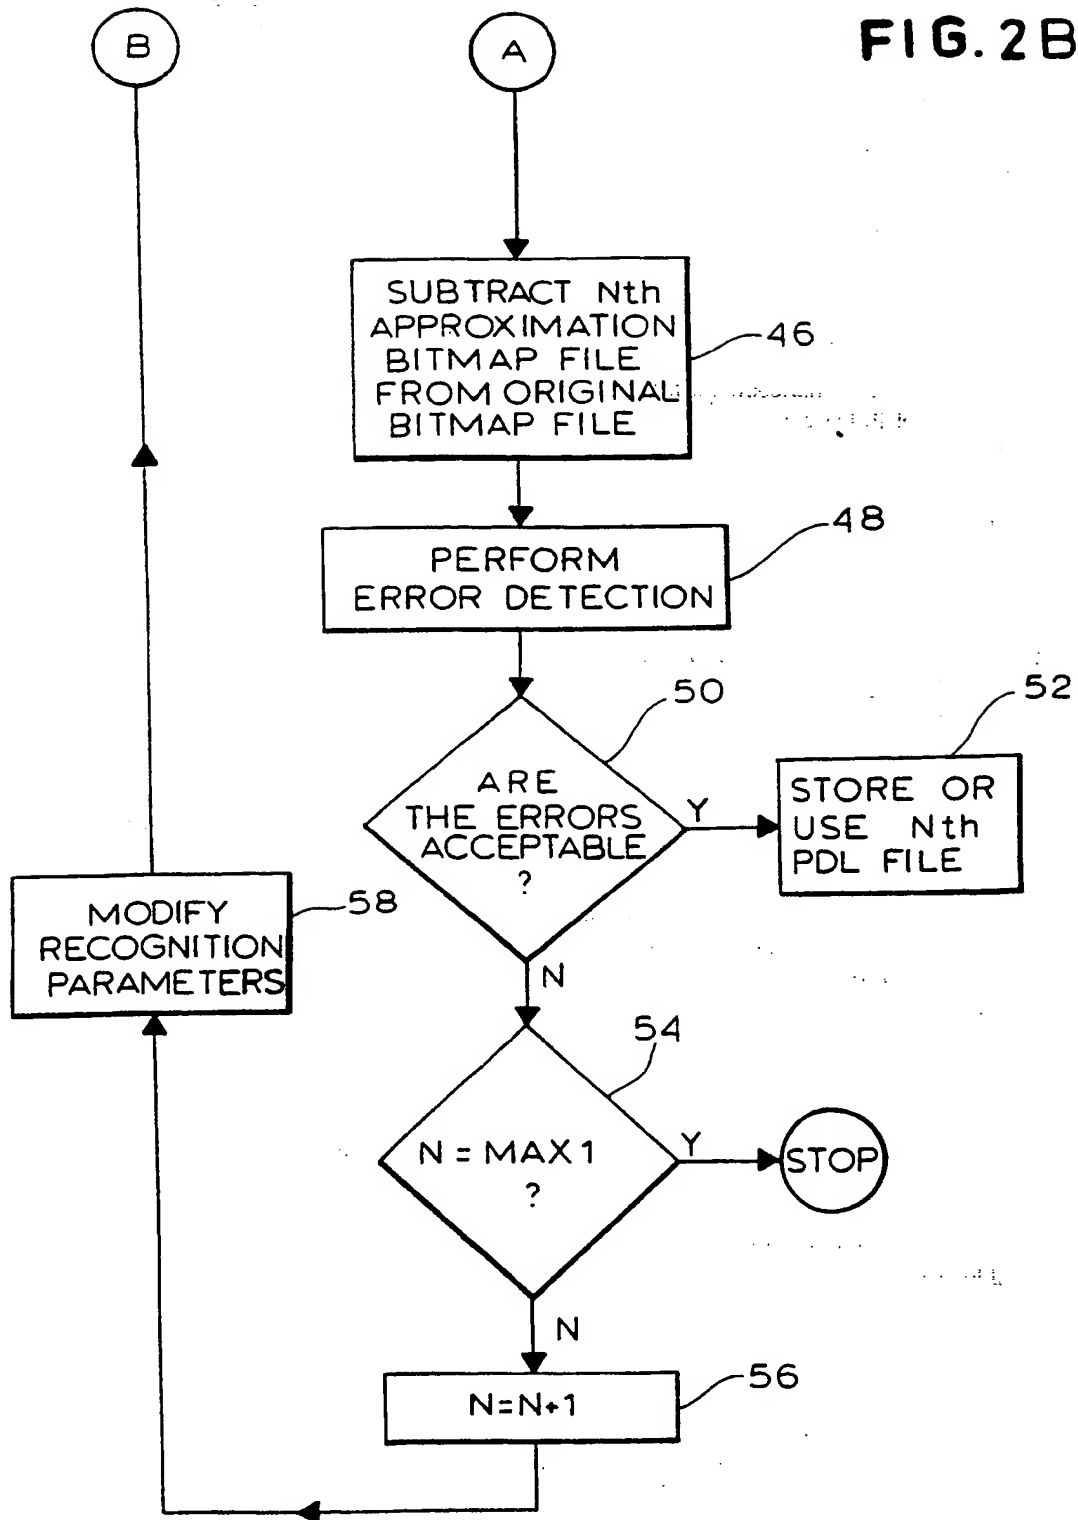 FIG. 2B
B
A
SUBTRACT Nth
APPROXIMATION
BITMAP FILE
FROM ORIGINAL
BITMAP FILE
46
PERFORM
ERROR DETECTION
48
50
ARE
THE ERRORS
ACCEPTABLE
?
Y
52
STORE OR
USE Nth
PDL FILE
N
MODIFY
RECOGNITION
PARAMETERS
58
54
N = MAX 1
?
Y
STOP
N
N=N+1
56